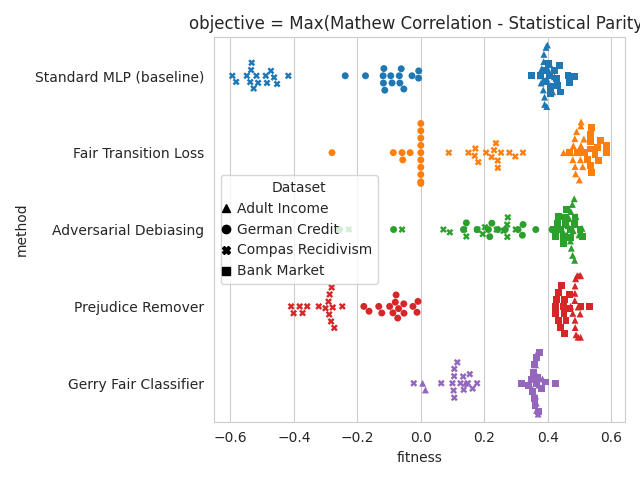 objective = Max(Mathew Correlation - Statistical Parity
method
Standard MLP (baseline)
Fair Transition Loss
Adversarial Debiasing
Prejudice Remover
Gerry Fair Classifier
Dataset
Adult Income
German Credit
Compas Recidivism
Bank Market
−0.6 −0.4 −0.2 0.0 0.2 0.4 0.6
fitness